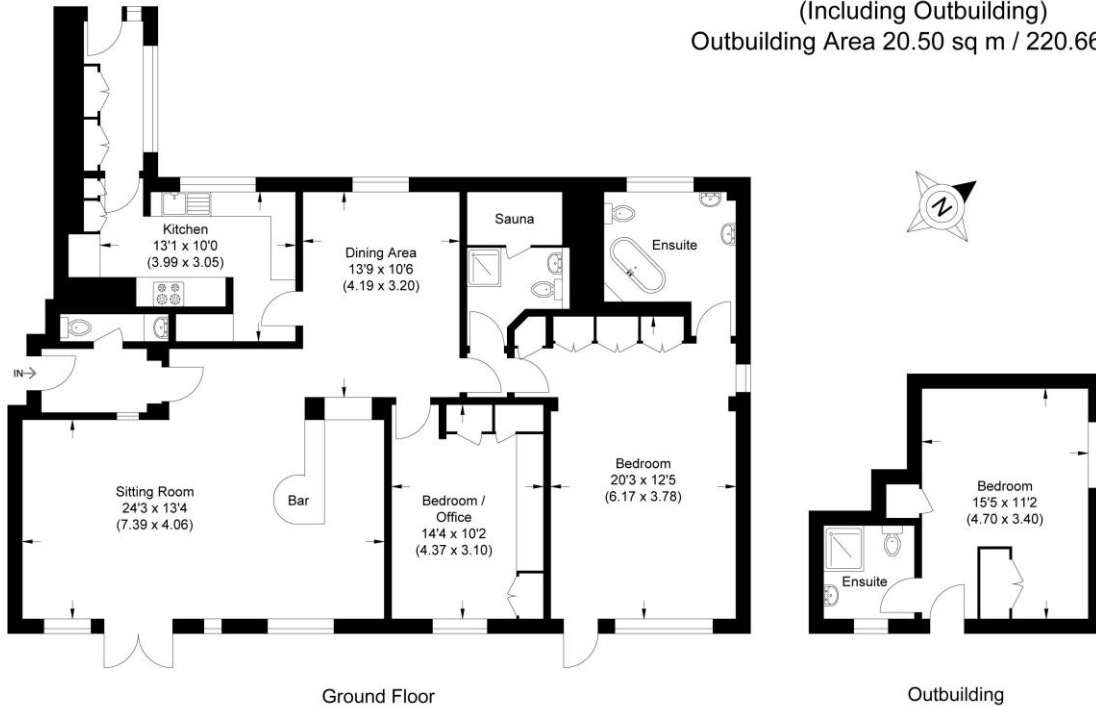 (Including Outbuilding)
Outbuilding Area 20.50 sq m / 220.66
Sauna
Kitchen
13'1 x 10'0
(3.99 x 3.05)
Dining Area
13'9 x 10'6
(4.19 x 3.20)
Ensuite
N
IN
Sitting Room
24'3 x 13'4
(7.39 x 4.06)
Bar
Bedroom /
Office
14'4 x 10'2
(4.37 x 3.10)
Bedroom
20'3 x 12'5
(6.17 x 3.78)
Bedroom
15'5 x 11'2
(4.70 x 3.40)
Ensuite
Ground Floor
Outbuilding